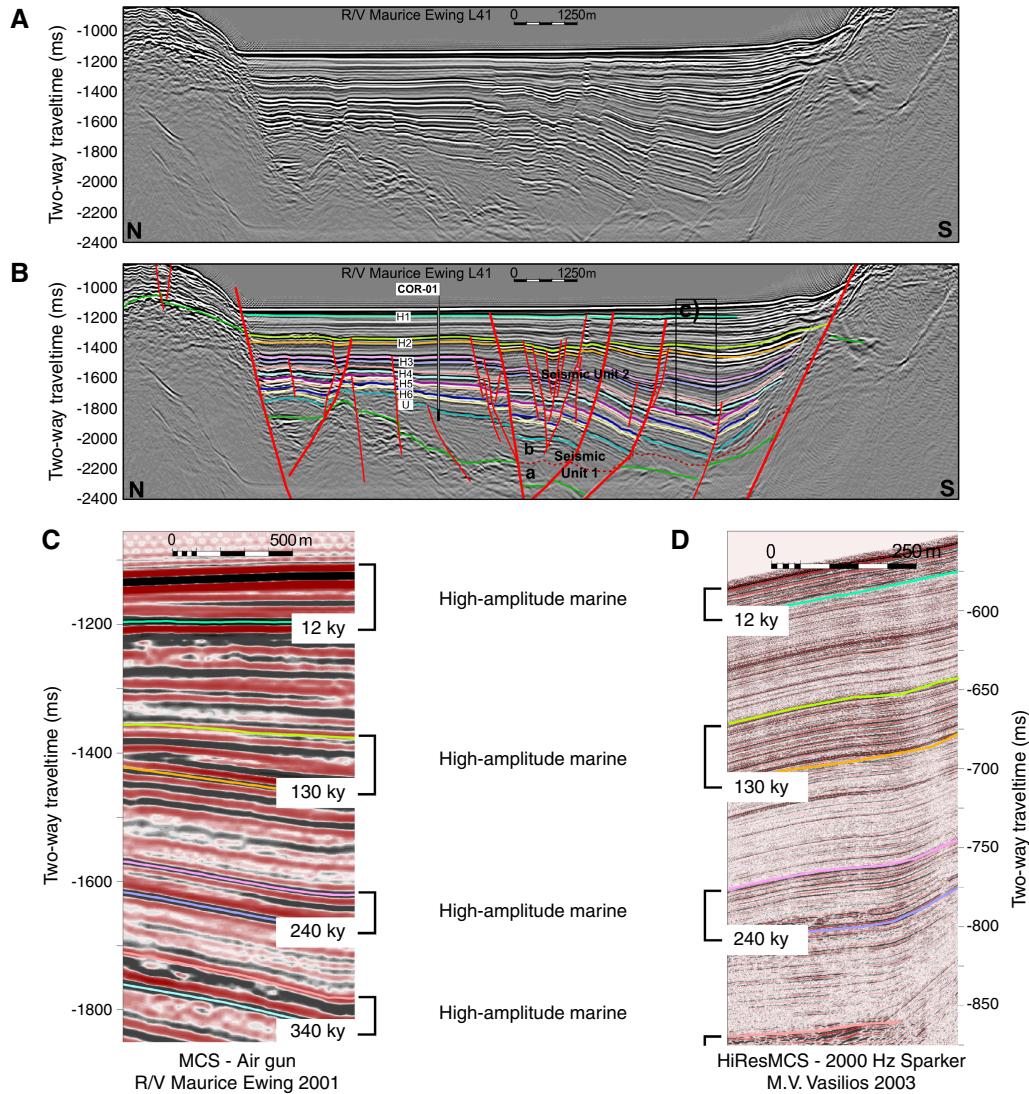 A
R/V Maurice Ewing L41 0 1250m
Two-way traveltime (ms)
-1000
-1200
-1400
-1600
-1800
-2000
-2200
-2400
N
S
B
R/V Maurice Ewing L41 0 1250m
COR-01
Two-way traveltime (ms)
-1000
-1200
-1400
-1600
-1800
-2000
-2200
-2400
H1
H2
H3
H4
H5
H6
U
c)
Seismic Unit 2
b
Seismic
Unit 1
a
N
S
C
0 500 m
Two-way traveltime (ms)
-1200
-1400
-1600
-1800
12 ky
130 ky
240 ky
340 ky
MCS - Air gun
R/V Maurice Ewing 2001
High-amplitude marine
High-amplitude marine
High-amplitude marine
High-amplitude marine
D
0 250 m
12 ky
130 ky
240 ky
-600
-650
-700
-750
-800
-850
Two-way traveltime (ms)
HiResMCS - 2000 Hz Sparker
M.V. Vasilios 2003